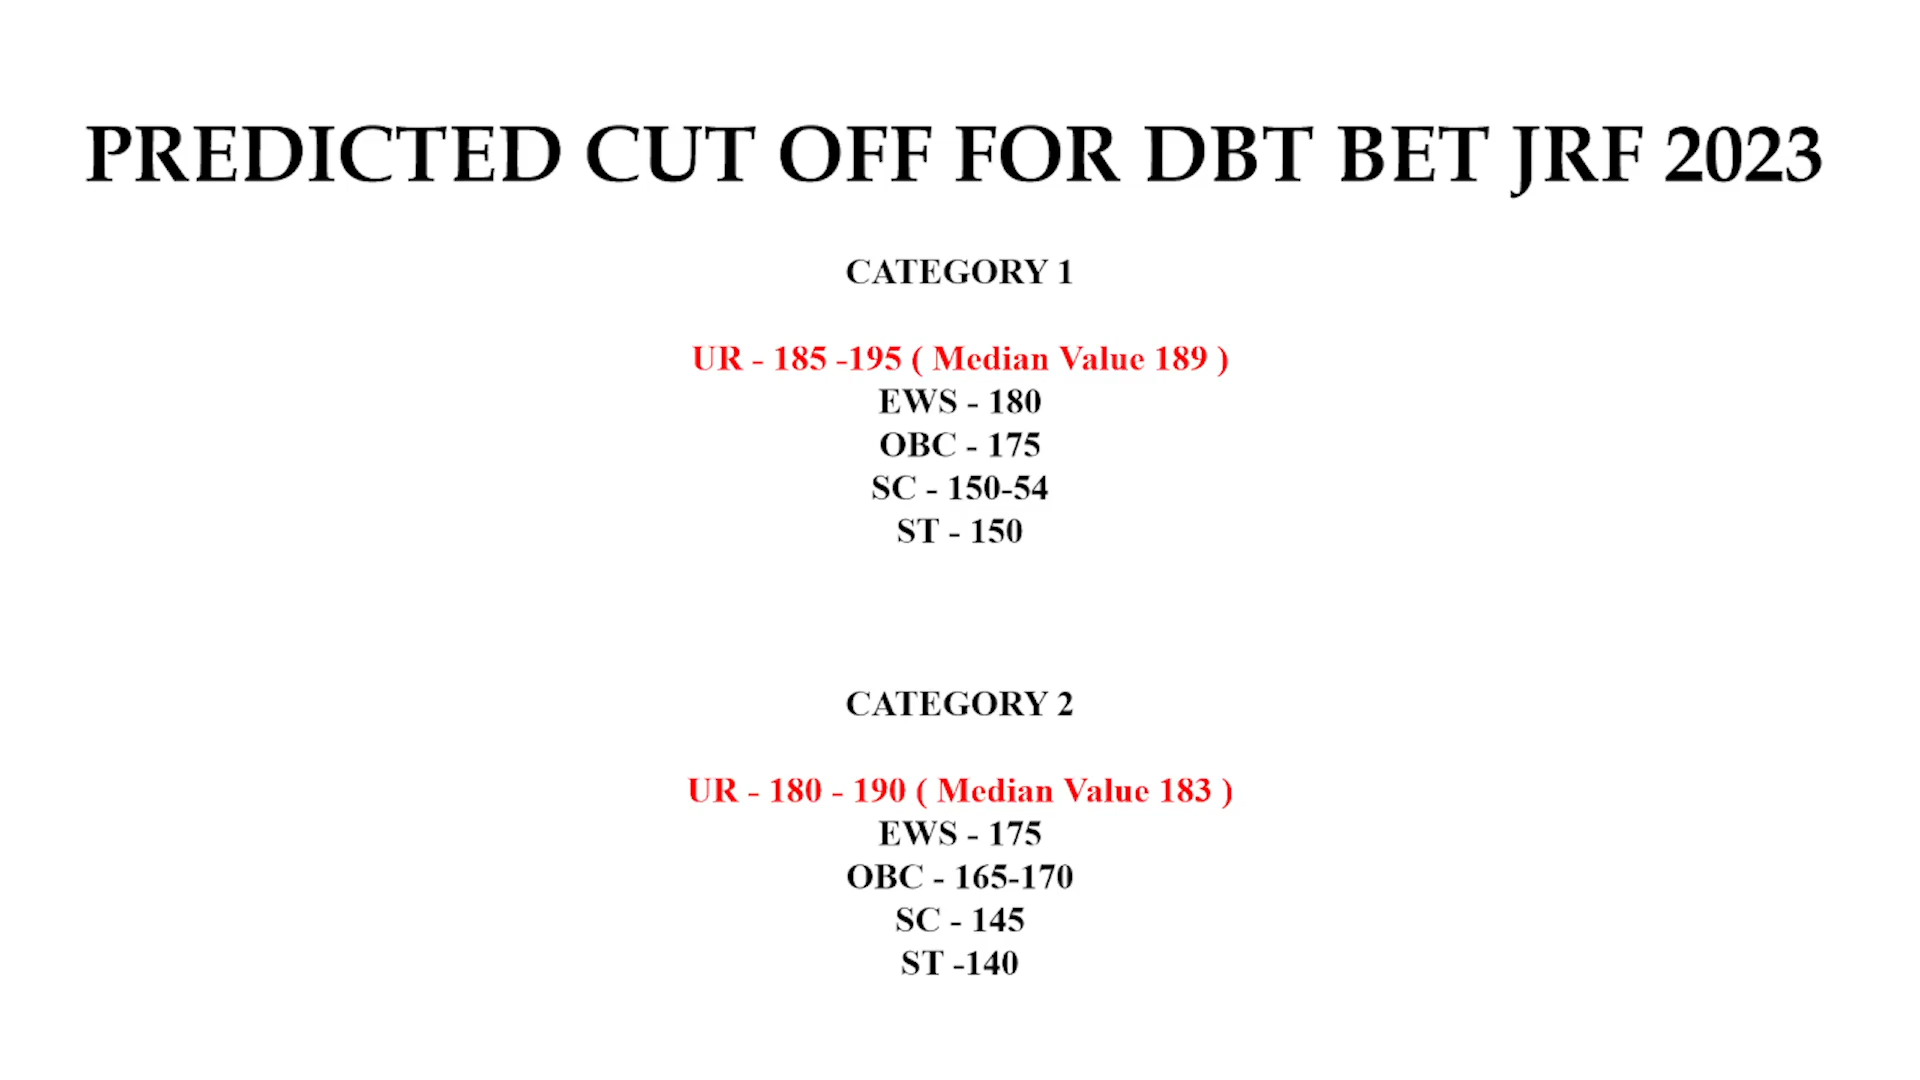 PREDICTED CUT OFF FOR DBT BET JRF 2023
CATEGORY 1
UR - 185 -195 ( Median Value 189 )
EWS - 180
OBC - 175
SC - 150-54
ST - 150
CATEGORY 2
UR - 180 - 190 ( Median Value 183 )
EWS - 175
OBC - 165-170
SC - 145
ST -140